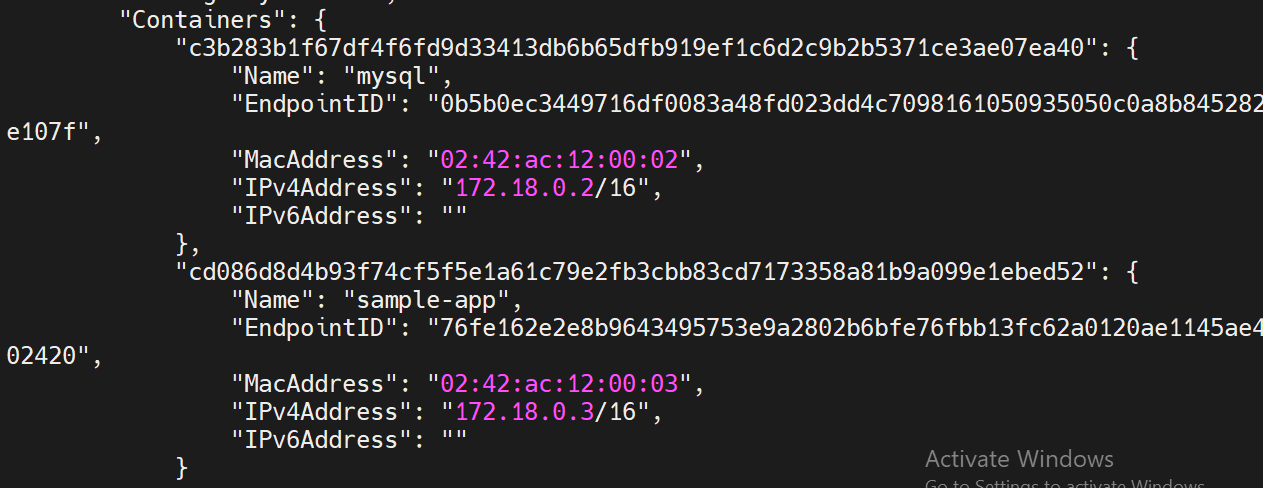 "Containers": {
"c3b283b1f67df4f6fd9d33413db6b65dfb919ef1c6d2c9b2b5371ce3ae07ea40": {
"Name": "mysql",
"EndpointID": "0b5b0ec3449716df0083a48fd023dd4c7098161050935050c0a8b845282
e107f",
"MacAddress": "02:42:ac:12:00:02",
"IPv4Address": "172.18.0.2/16",
"IPv6Address": ""
},
"cd086d8d4b93f74cf5f5e1a61c79e2fb3cbb83cd7173358a81b9a099e1ebed52": {
"Name": "sample-app",
"EndpointID": "76fe162e2e8b9643495753e9a2802b6bfe76fbb13fc62a0120ae1145ae4
02420",
"MacAddress": "02:42:ac:12:00:03",
"IPv4Address": "172.18.0.3/16",
"IPv6Address": ""
}
Activate Windows
Go to Settings to activate Windows.